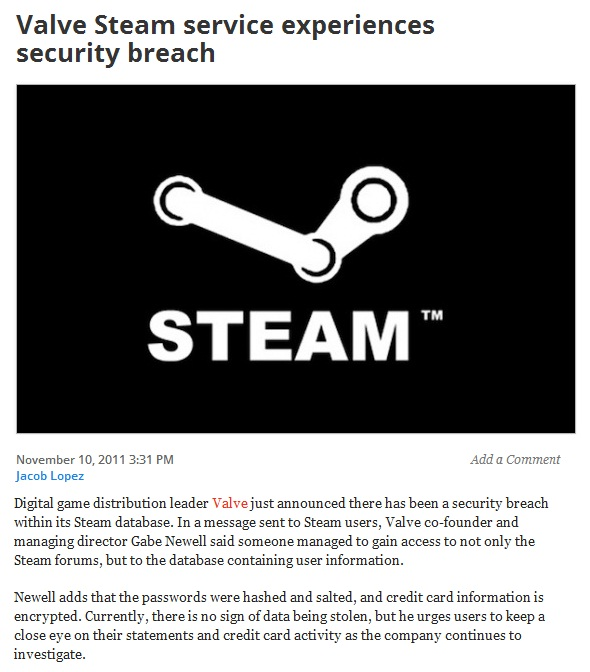 Valve Steam service experiences
security breach
STEAM™
November 10, 2011 3:31 PM
Add a Comment
Jacob Lopez
Digital game distribution leader Valve just announced there has been a security breach
within its Steam database. In a message sent to Steam users, Valve co-founder and
managing director Gabe Newell said someone managed to gain access to not only the
Steam forums, but to the database containing user information.
Newell adds that the passwords were hashed and salted, and credit card information is
encrypted. Currently, there is no sign of data being stolen, but he urges users to keep a
close eye on their statements and credit card activity as the company continues to
investigate.